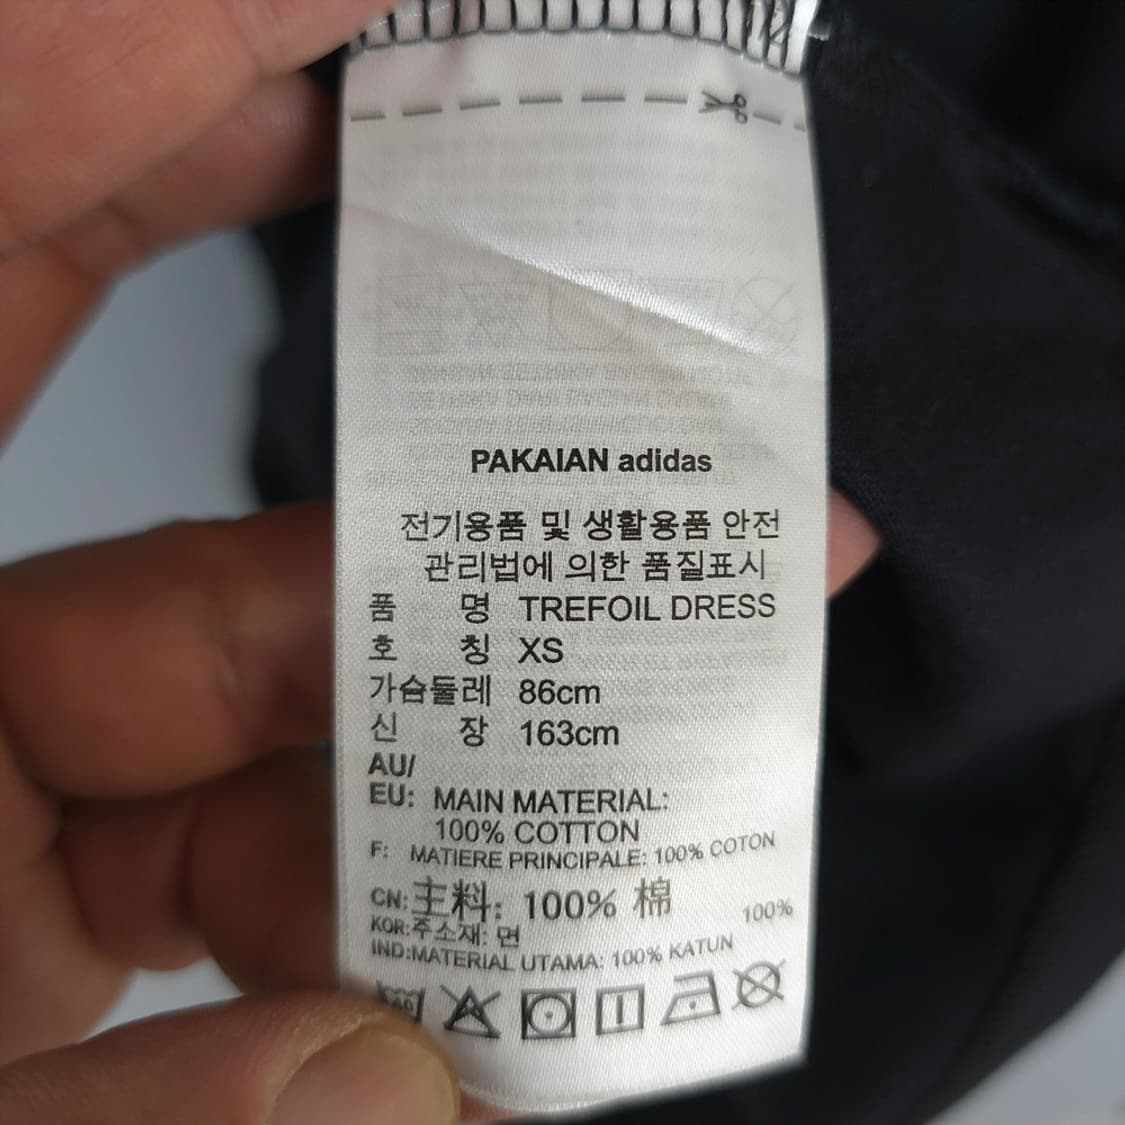 PAKAIAN adidas
전기용품 및 생활용품 안전
관리법에 의한 품질표시
품 명 TREFOIL DRESS
호 칭 XS
가슴둘레 86cm
신 장 163cm
AU/
EU: MAIN MATERIAL:
100% COTTON
F: MATIERE PRINCIPALE: 100% COTON
CN: 主料: 100% 棉
KOR:주소재: 면 100%
IND:MATERIAL UTAMA: 100% KATUN